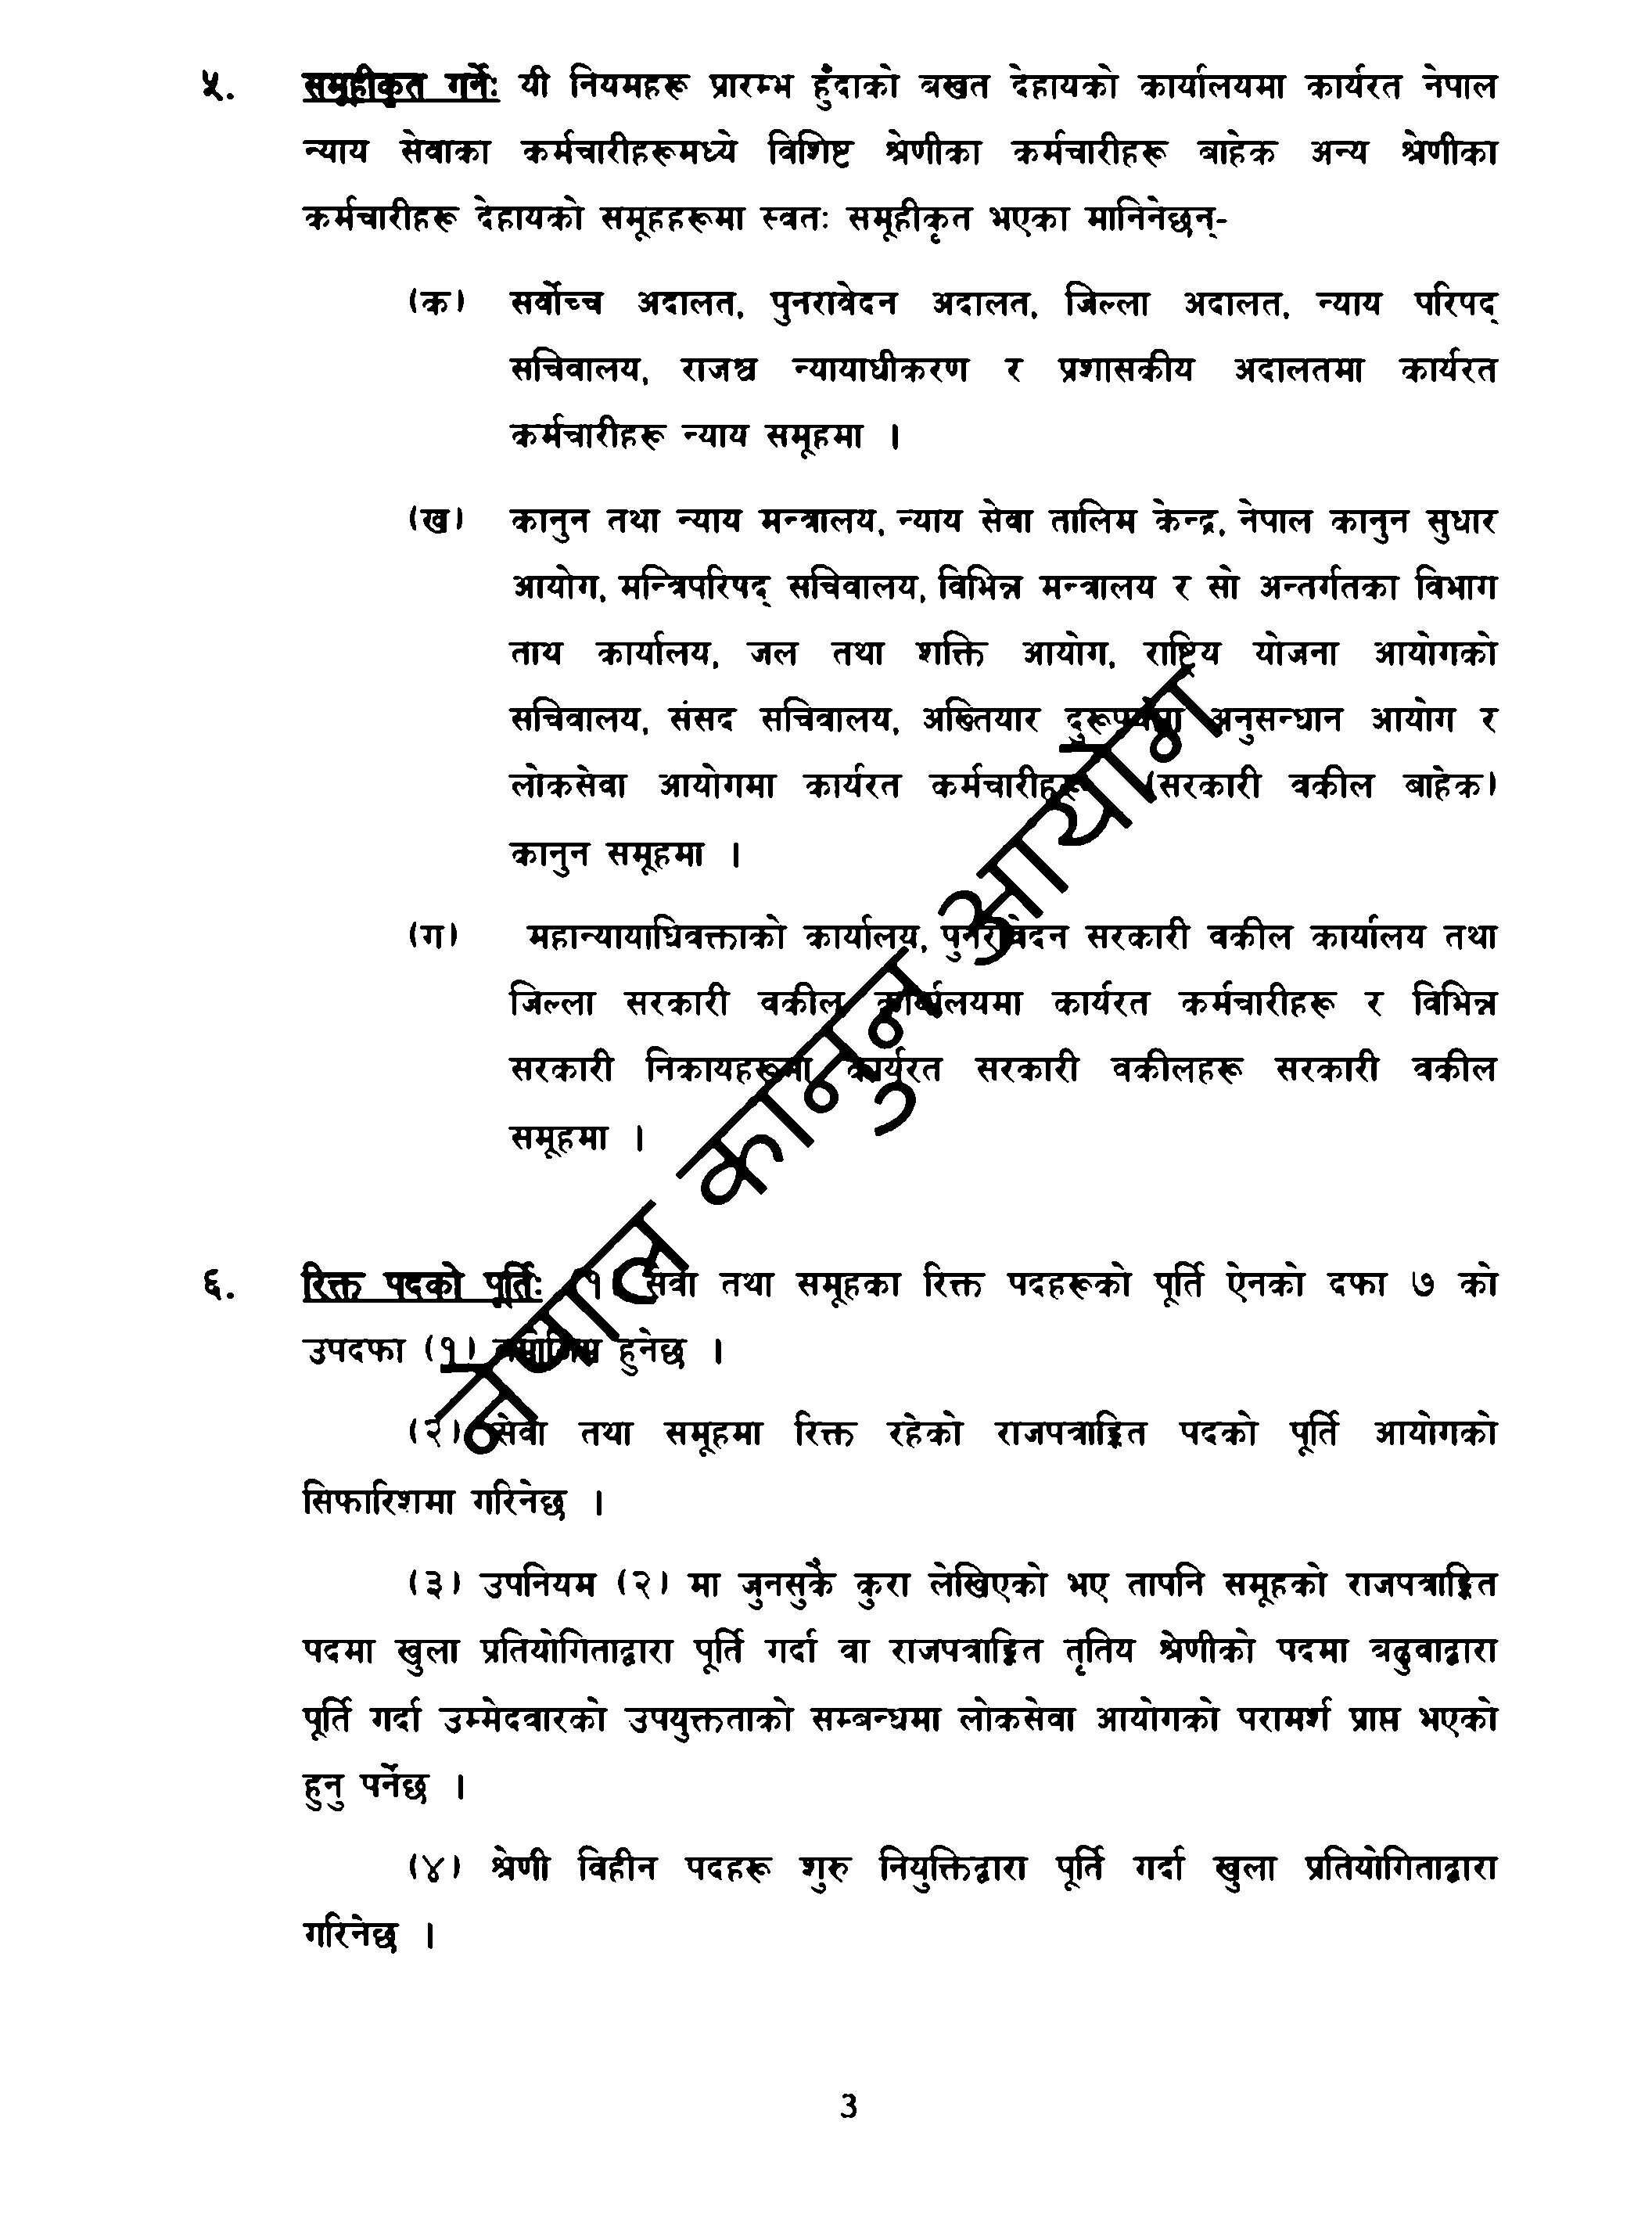 ५. समूहीकृत गर्नेः यी नियमहरू प्रारम्भ हुंदाको बखत देहायको कार्यालयमा कार्यरत नेपाल
न्याय सेवाका कर्मचारीहरूमध्ये विशिष्ट श्रेणीका कर्मचारीहरू बाहेक अन्य श्रेणीका
कर्मचारीहरू देहायको समूहहरूमा स्वतः समूहीकृत भएका मानिनेछन्-
(क) सर्वोच्च अदालत, पुनरावेदन अदालत, जिल्ला अदालत, न्याय परिषद्
सचिवालय, राजश्व न्यायाधीकरण र प्रशासकीय अदालतमा कार्यरत
कर्मचारीहरू न्याय समूहमा ।
(ख) कानुन तथा न्याय मन्त्रालय, न्याय सेवा तालिम केन्द्र, नेपाल कानुन सुधार
आयोग, मन्त्रिपरिषद् सचिवालय, विभिन्न मन्त्रालय र सो अन्तर्गतका विभाग
ताथ कार्यालय, जल तथा शक्ति आयोग, राष्ट्रिय योजना आयोगको
सचिवालय, संसद सचिवालय, अख्तियार दुरूपयोग अनुसन्धान आयोग र
लोकसेवा आयोगमा कार्यरत कर्मचारीहरू (सरकारी वकील बाहेक)
कानुन समूहमा ।
(ग) महान्यायाधिवक्ताको कार्यालय, पुनरावेदन सरकारी वकील कार्यालय तथा
जिल्ला सरकारी वकील कार्यालयमा कार्यरत कर्मचारीहरू र विभिन्न
सरकारी निकायहरूमा कार्यरत सरकारी वकीलहरू सरकारी वकील
समूहमा ।
६. रिक्त पदको पूर्तिः (१) सेवा तथा समूहका रिक्त पदहरूको पूर्ति ऐनको दफा ७ को
उपदफा (१) बमोजिम हुनेछ ।
(२) सेवा तथा समूहमा रिक्त रहेको राजपत्राङ्कित पदको पूर्ति आयोगको
सिफारिशमा गरिनेछ ।
(३) उपनियम (२) मा जुनसुकै कुरा लेखिएको भए तापनि समूहको राजपत्राङ्कित
पदमा खुला प्रतियोगिताद्वारा पूर्ति गर्दा वा राजपत्राङ्कित तृतिय श्रेणीको पदमा बढुवाद्वारा
पूर्ति गर्दा उम्मेदवारको उपयुक्तताको सम्बन्धमा लोकसेवा आयोगको परामर्श प्राप्त भएको
हुनु पर्नेछ ।
(४) श्रेणी विहीन पदहरू शुरु नियुक्तिद्वारा पूर्ति गर्दा खुला प्रतियोगिताद्वारा
गरिनेछ ।
नेपाल कानुन आयोग
3